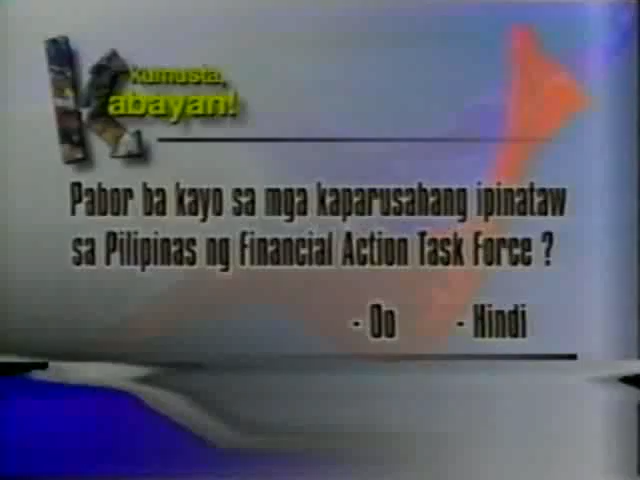 kumusta,
Kabayan!
Pabor ba kayo sa mga kaparusahang ipinataw
sa Pilipinas ng Financial Action Task Force ?
- Oo - Hindi